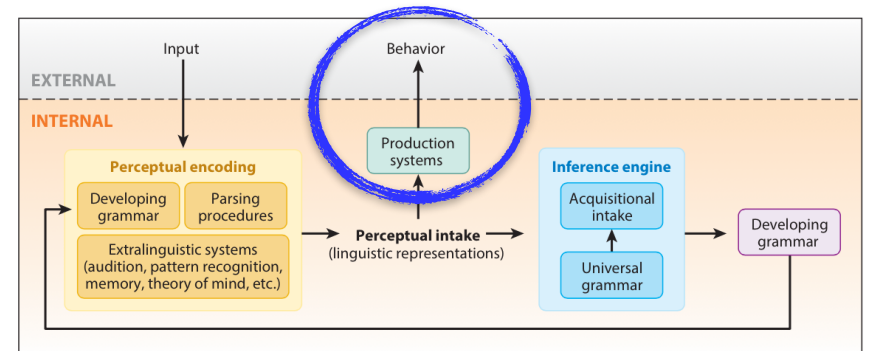 Input
Behavior
EXTERNAL
INTERNAL
Perceptual encoding
Developing
grammar
Parsing
procedures
Extralinguistic systems
(audition, pattern recognition,
memory, theory of mind, etc.)
Production
systems
Perceptual intake
(linguistic representations)
Inference engine
Acquisitional
intake
Universal
grammar
Developing
grammar